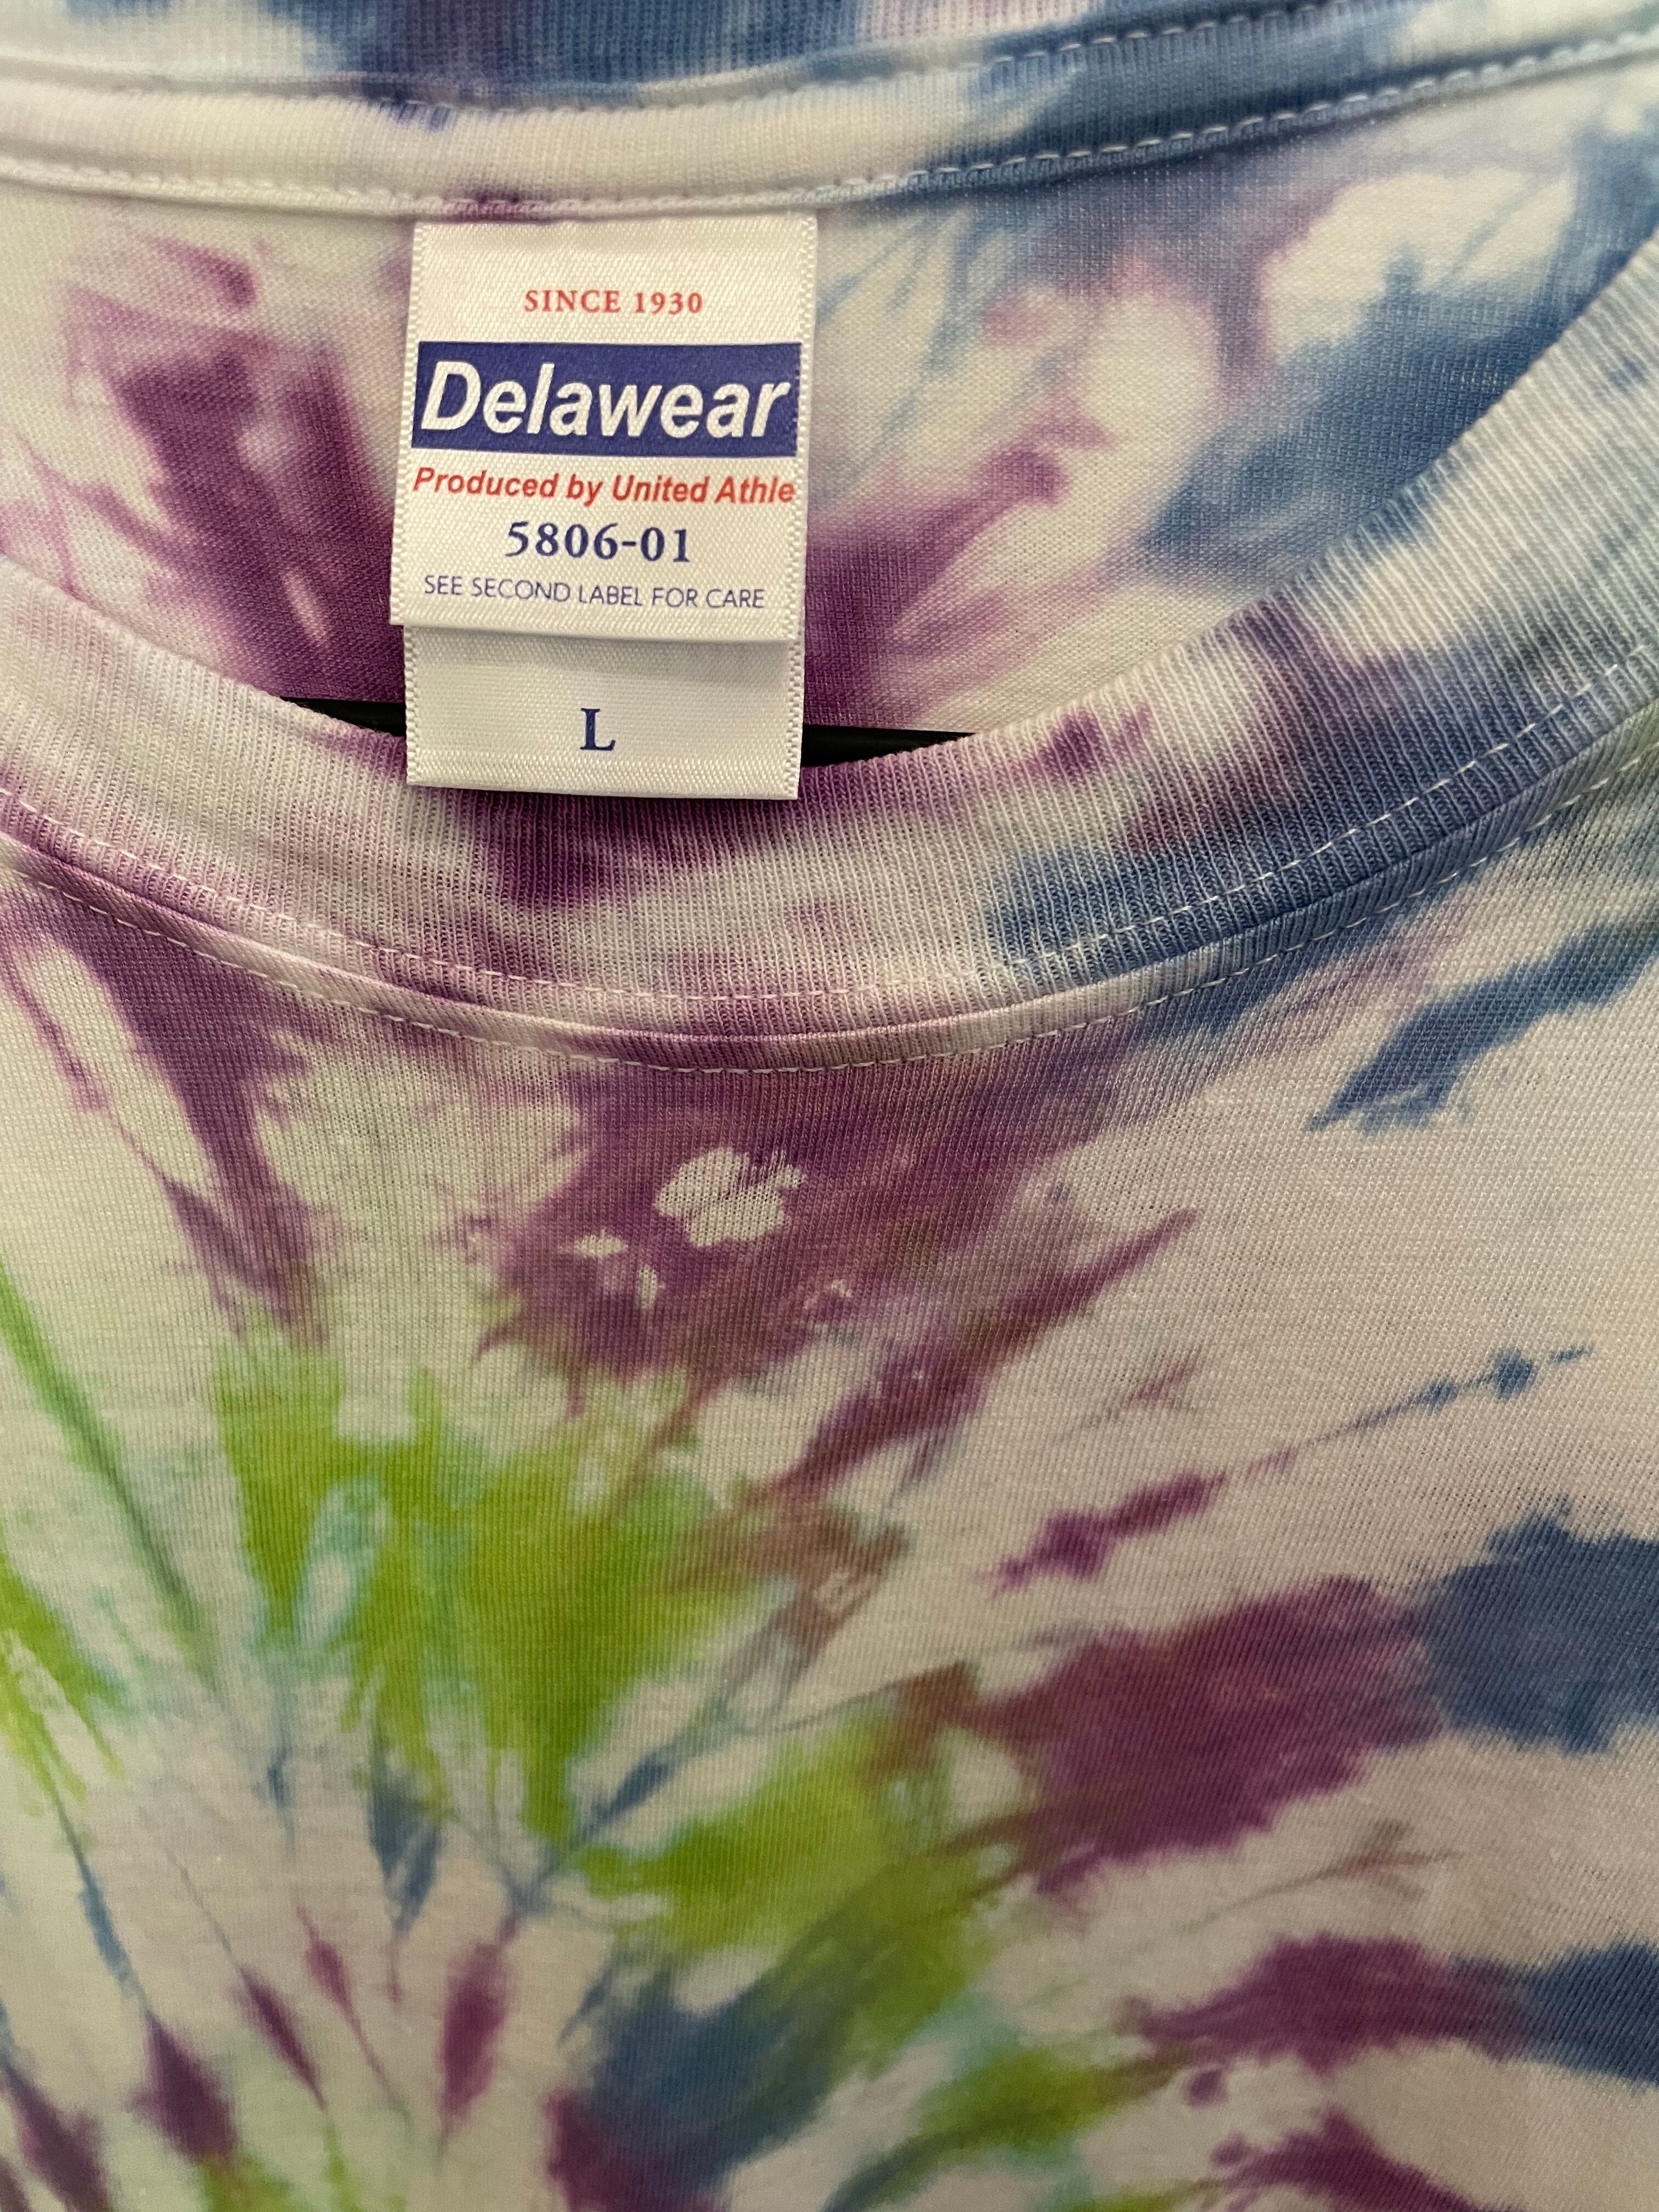 SINCE 1930
Delawear
Produced by United Athle
5806-01
SEE SECOND LABEL FOR CARE
L